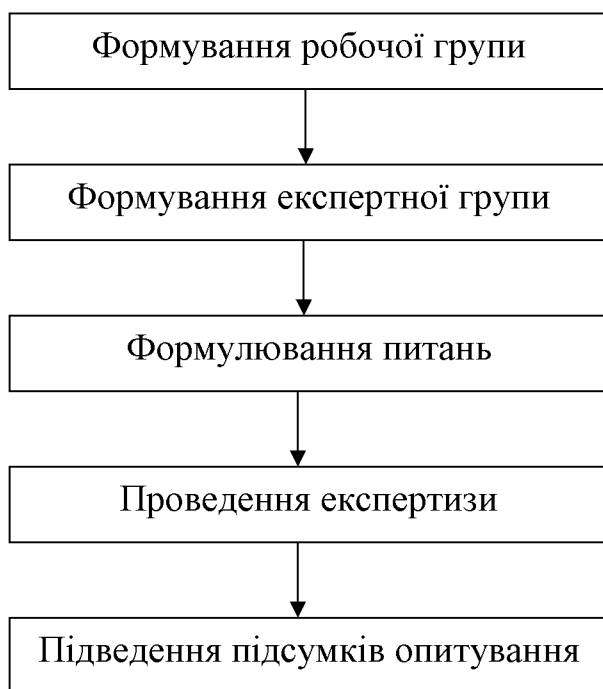 Формування робочої групи
Формування експертної групи
Формулювання питань
Проведення експертизи
Підведення підсумків опитування